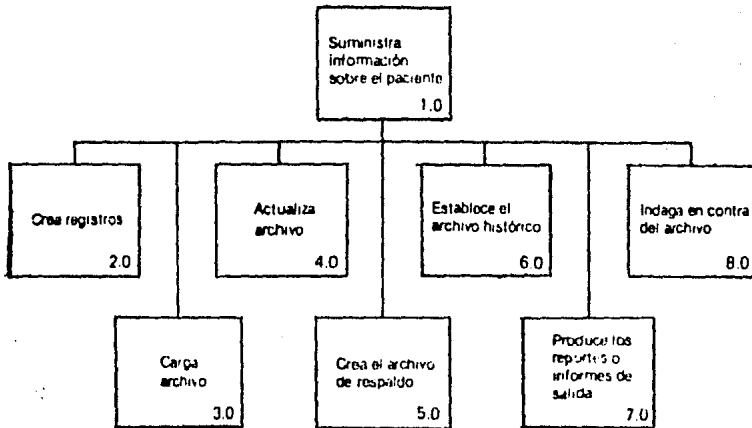 Suministra
información
sobre el paciente
1.0
Crea registros
2.0
Actualiza
archivo
4.0
Establece el
archivo histórico
6.0
Indaga en contra
del archivo
8.0
Carga
archivo
3.0
Crea el archivo
de respaldo
5.0
Produce los
reportes o
informes de
salida
7.0